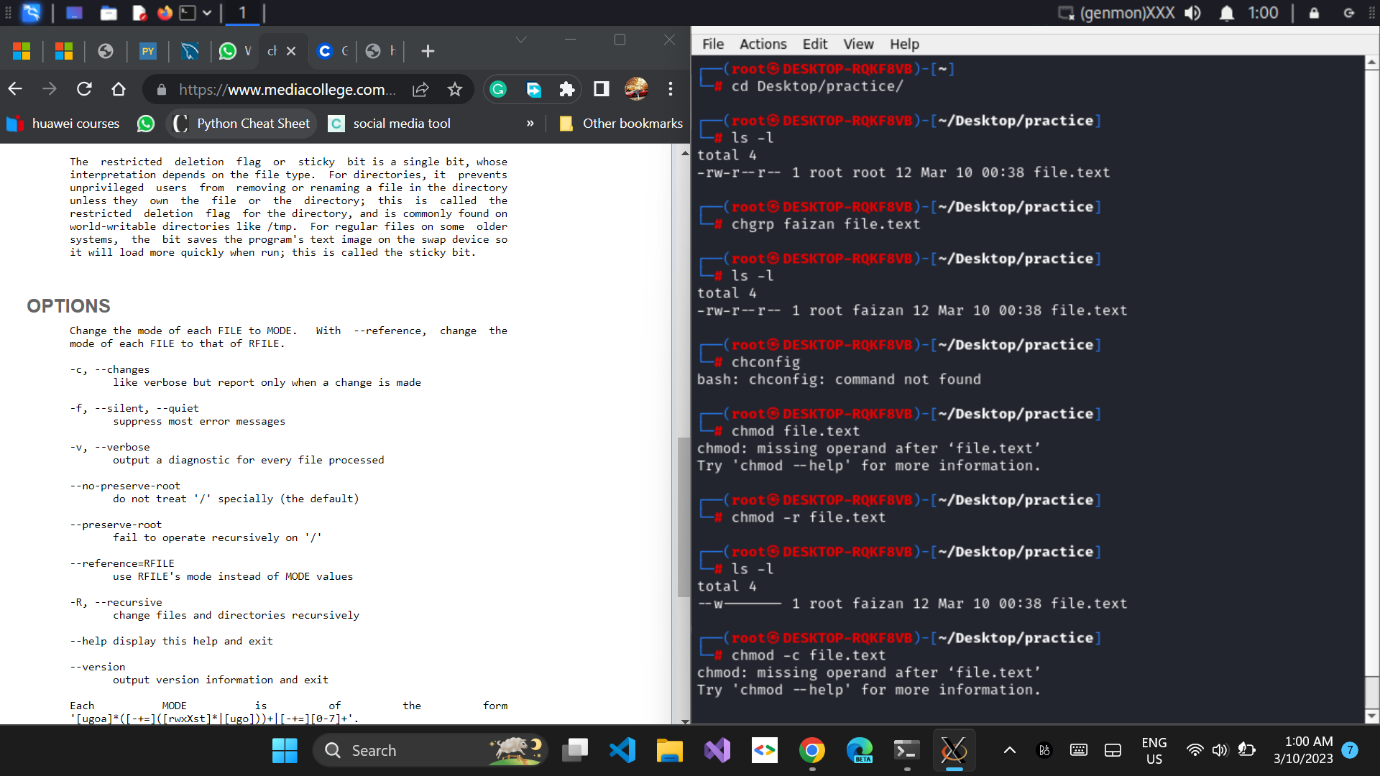 1
(genmon)XXX
1:00
PY
W
ch
C
G
H
https://www.mediacollege.com...
huawei courses
Python Cheat Sheet
C
social media tool
»
Other bookmarks
The restricted deletion flag or sticky bit is a single bit, whose
interpretation depends on the file type. For directories, it prevents
unprivileged users from removing or renaming a file in the directory
unless they own the file or the directory; this is called the
restricted deletion flag for the directory, and is commonly found on
world-writable directories like /tmp. For regular files on some older
systems, the bit saves the program's text image on the swap device so
it will load more quickly when run; this is called the sticky bit.
OPTIONS
Change the mode of each FILE to MODE. With --reference, change the
mode of each FILE to that of RFILE.
-c, --changes
like verbose but report only when a change is made
-f, --silent, --quiet
suppress most error messages
-v, --verbose
output a diagnostic for every file processed
--no-preserve-root
do not treat '/' specially (the default)
--preserve-root
fail to operate recursively on '/'
--reference=RFILE
use RFILE's mode instead of MODE values
-R, --recursive
change files and directories recursively
--help display this help and exit
--version
output version information and exit
Each MODE is of the form
'[ugoa]*([-+=]([rwxXst]*|[ugo]))+|[-+=][0-7]+'.
File Actions Edit View Help
(root㉿DESKTOP-RQKF8VB)-[~]
# cd Desktop/practice/
(root㉿DESKTOP-RQKF8VB)-[~/Desktop/practice]
# ls -l
total 4
-rw-r--r-- 1 root root 12 Mar 10 00:38 file.text
(root㉿DESKTOP-RQKF8VB)-[~/Desktop/practice]
# chgrp faizan file.text
(root㉿DESKTOP-RQKF8VB)-[~/Desktop/practice]
# ls -l
total 4
-rw-r--r-- 1 root faizan 12 Mar 10 00:38 file.text
(root㉿DESKTOP-RQKF8VB)-[~/Desktop/practice]
# chconfig
bash: chconfig: command not found
(root㉿DESKTOP-RQKF8VB)-[~/Desktop/practice]
# chmod file.text
chmod: missing operand after ‘file.text’
Try 'chmod --help' for more information.
(root㉿DESKTOP-RQKF8VB)-[~/Desktop/practice]
# chmod -r file.text
(root㉿DESKTOP-RQKF8VB)-[~/Desktop/practice]
# ls -l
total 4
--w------- 1 root faizan 12 Mar 10 00:38 file.text
(root㉿DESKTOP-RQKF8VB)-[~/Desktop/practice]
# chmod -c file.text
chmod: missing operand after ‘file.text’
Try 'chmod --help' for more information.
Search
BETA
ENG
US
1:00 AM
3/10/2023
7